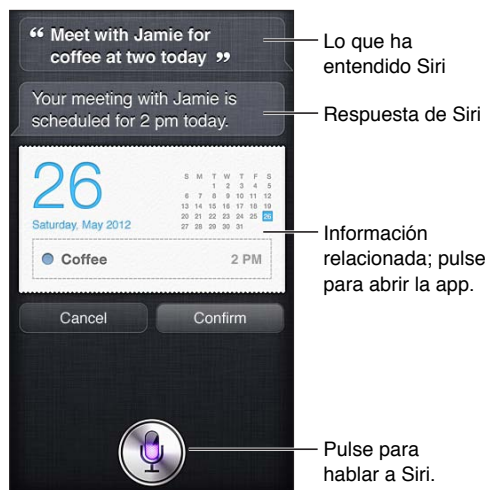 “ Meet with Jamie for
coffee at two today ”
Lo que ha
entendido Siri
Your meeting with Jamie is
scheduled for 2 pm today.
Respuesta de Siri
26
Saturday, May 2012
S M T W T F S
1 2 3 4 5
6 7 8 9 10 11 12
13 14 15 16 17 18 19
20 21 22 23 24 25 26
27 28 29 30 31
Coffee 2 PM
Información
relacionada; pulse
para abrir la app.
Cancel Confirm
Pulse para
hablar a Siri.